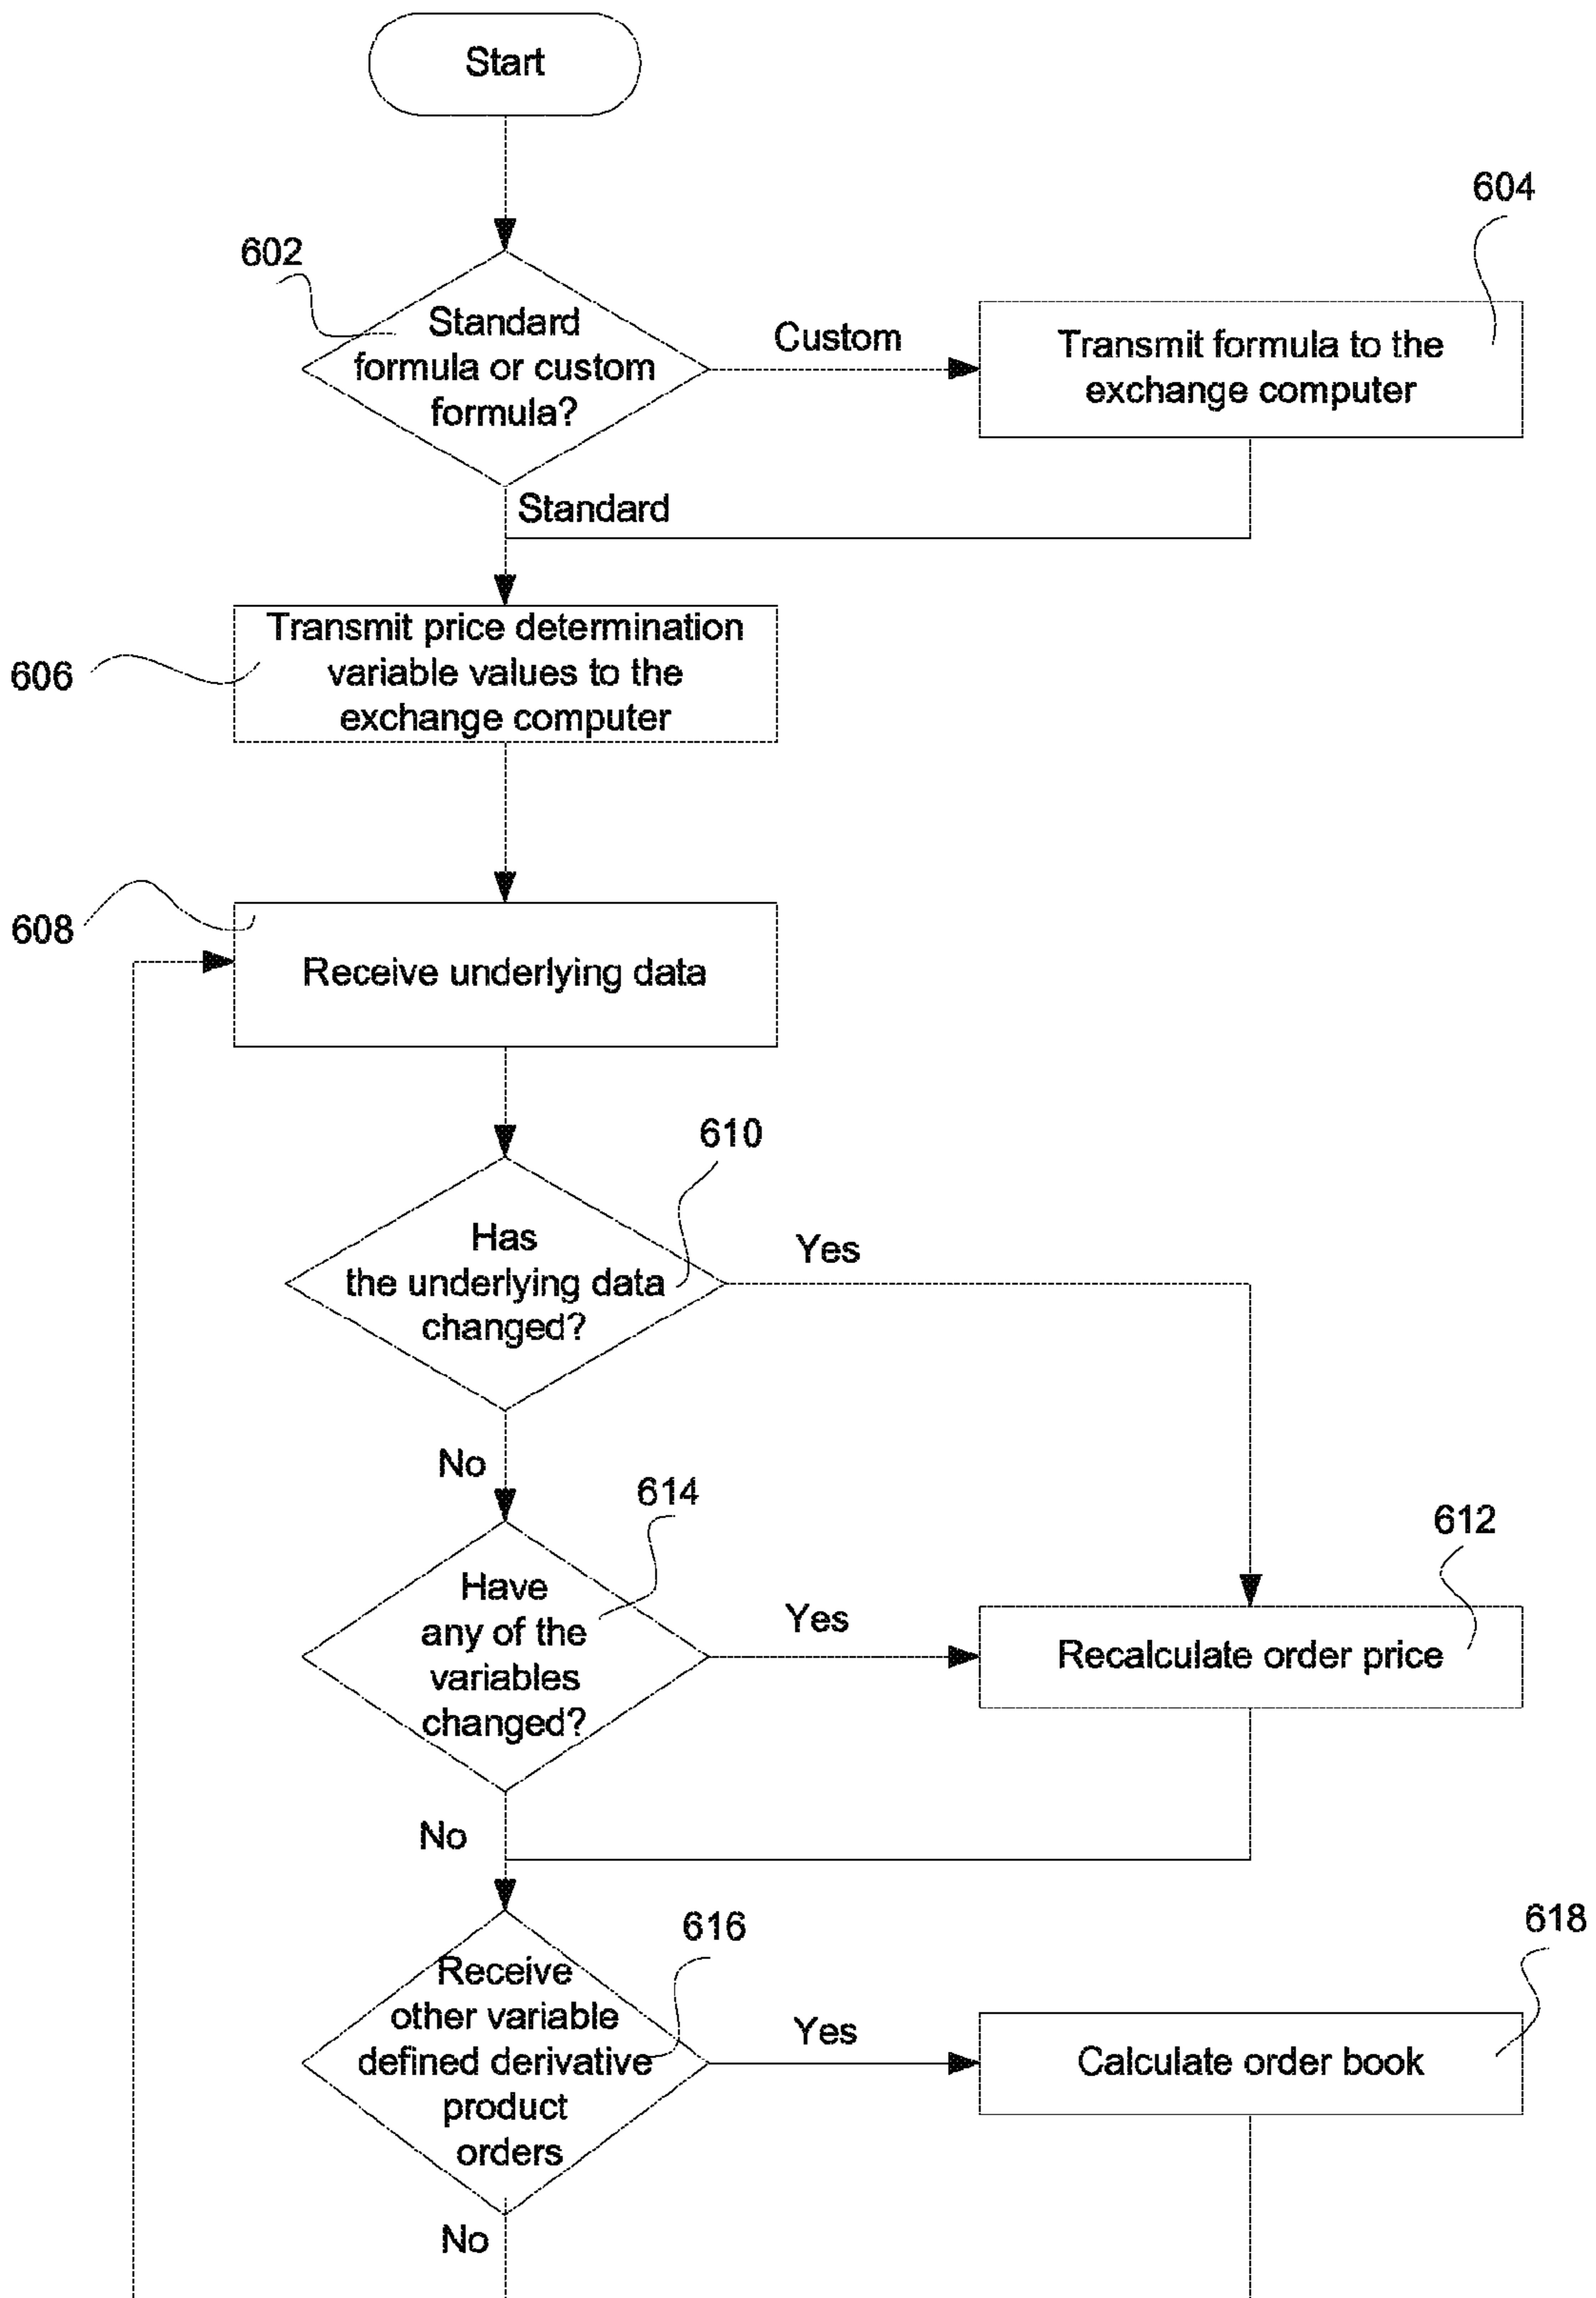 Start
602
604
Standard
formula or custom
formula?
Custom
Transmit formula to the
exchange computer
Standard
606
Transmit price determination
variable values to the
exchange computer
608
Receive underlying data
610
Has
the underlying data
changed?
Yes
No
614
612
Have
any of the
variables
changed?
Yes
Recalculate order price
No
616
618
Receive
other variable
defined derivative
product
orders
Yes
Calculate order book
No